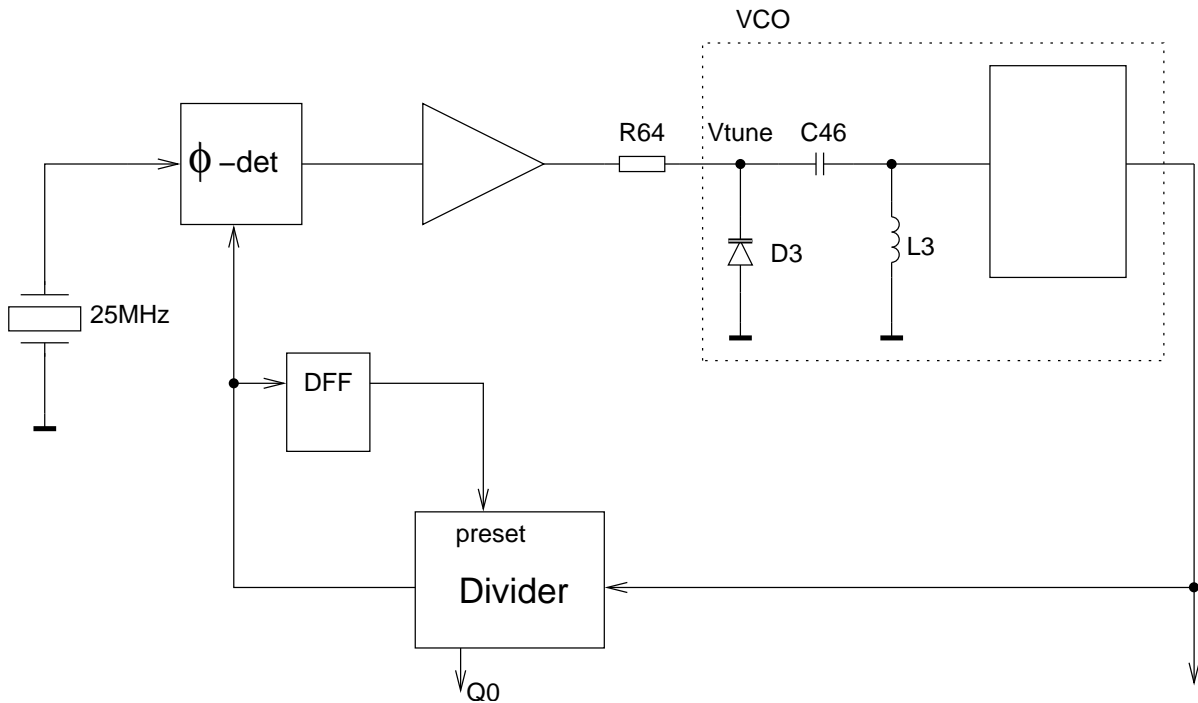 VCO
R64
Vtune
C46
ϕ-det
D3
L3
25MHz
DFF
preset
Divider
Q0